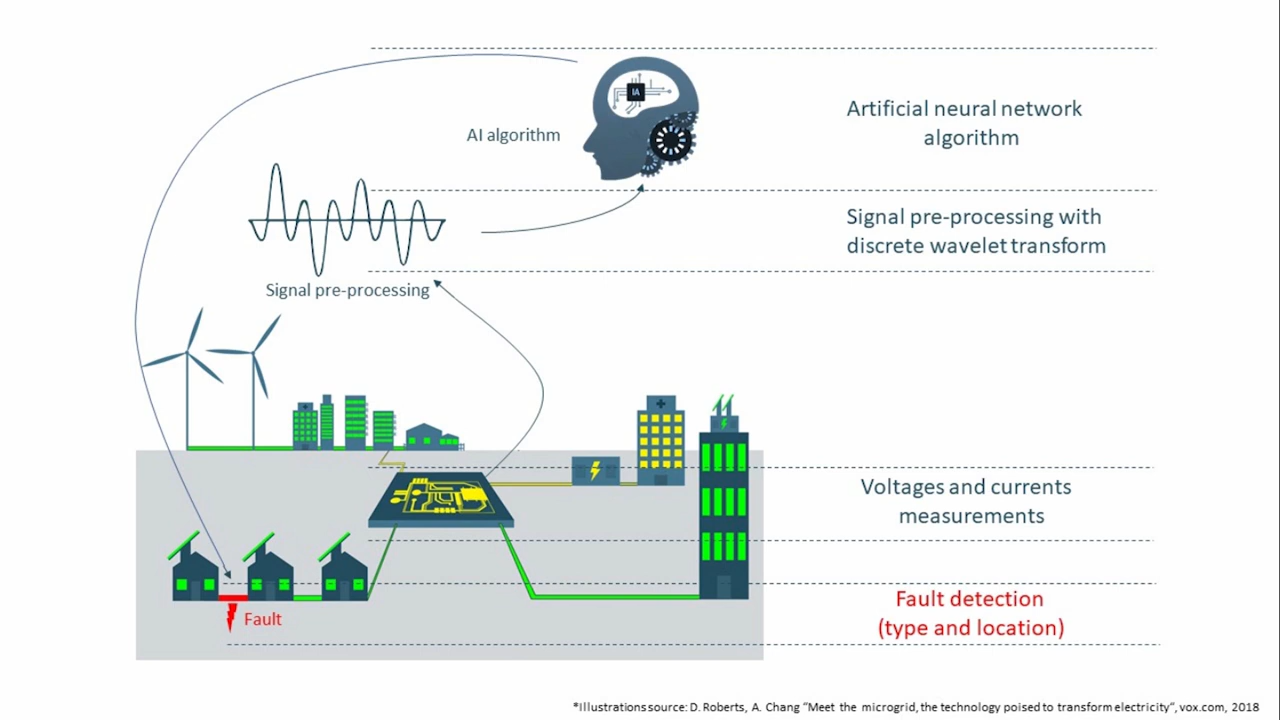 Artificial neural network
algorithm
AI algorithm
IA
Signal pre-processing with
discrete wavelet transform
Signal pre-processing
Voltages and currents
measurements
Fault detection
(type and location)
Fault
*Illustrations source: D. Roberts, A. Chang “Meet the microgrid, the technology poised to transform electricity”, vox.com, 2018